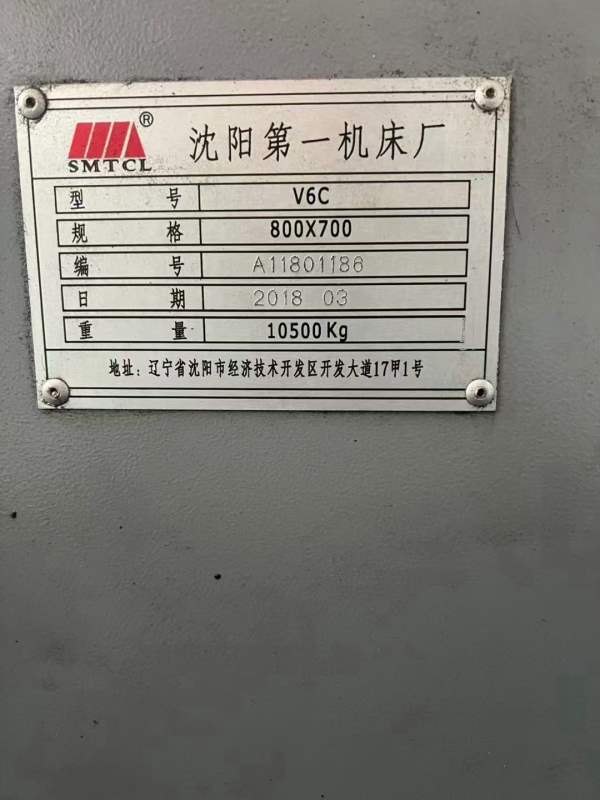 SMTCL ® 沈阳第一机床厂
型号 V6C
规格 800X700
编号 A11801186
日期 2018 03
重量 10500Kg
地址: 辽宁省沈阳市经济技术开发区开发大道17甲1号